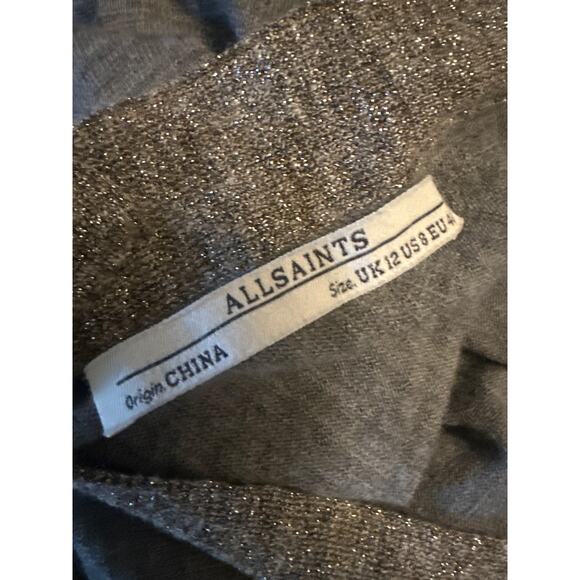 ALLSAINTS
Origin. CHINA Size. UK 12 US 8 EU